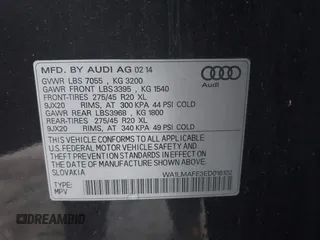 MFD. BY AUDI AG 02 14
GVWR LBS 7055, KG 3200
GAWR FRONT LBS3395, KG 1540
FRONT-TIRES 275/45 R20 XL
9JX20 RIMS, AT 300 KPA 44 PSI COLD
GAWR REAR LBS3968, KG 1800
REAR-TIRES 275/45 R20 XL
9JX20 RIMS, AT 340 KPA 49 PSI COLD
THIS VEHICLE CONFORMS TO ALL APPLICABLE
U.S. FEDERAL MOTOR VEHICLE SAFETY AND THEFT
PREVENTION STANDARDS IN EFFECT ON
THE DATE OF MANUFACTURE SHOWN ABOVE.
SLOVAKIA
TYPE:
MPV
Audi
DREAMBID